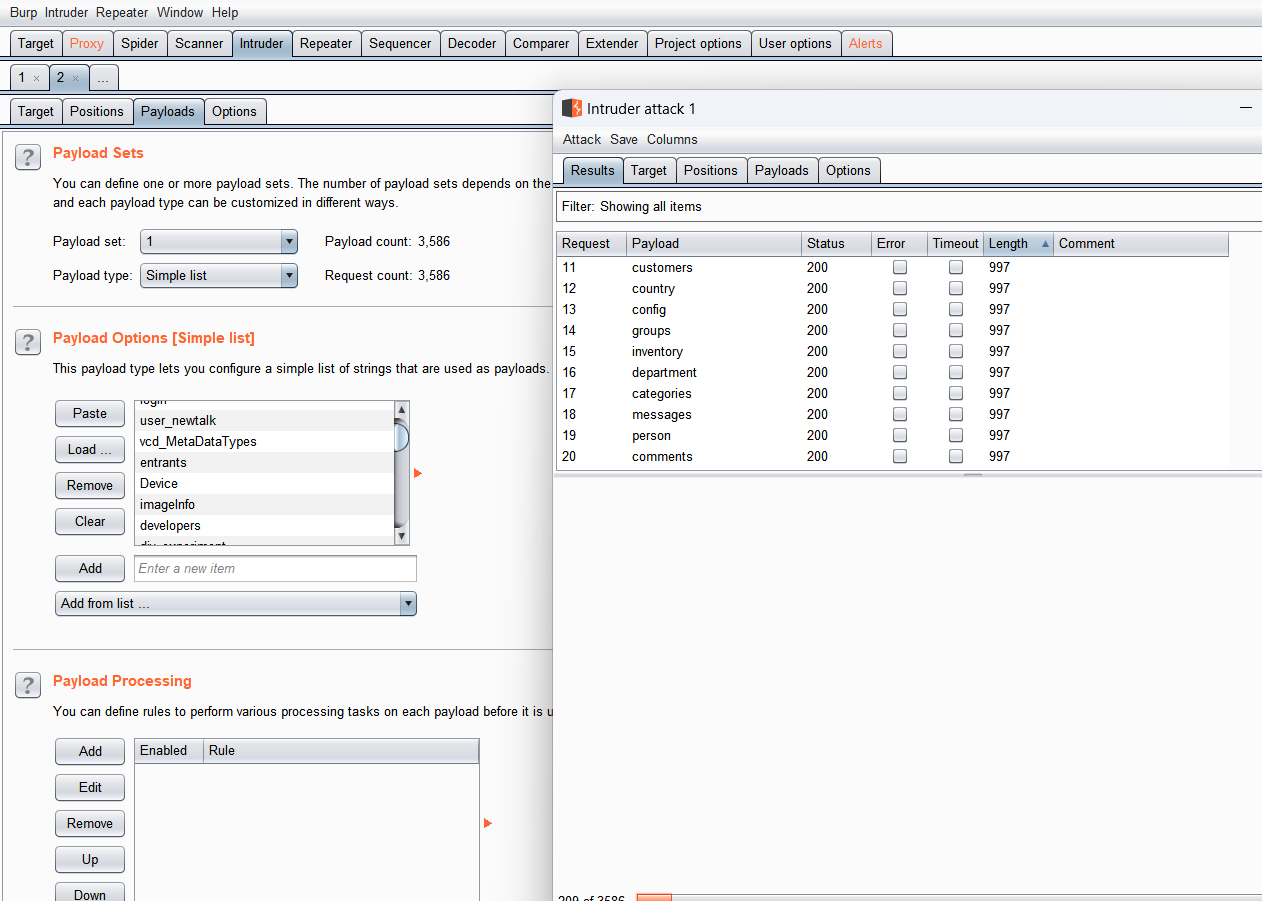 Burp Intruder Repeater Window Help
Target Proxy Spider Scanner Intruder Repeater Sequencer Decoder Comparer Extender Project options User options Alerts
1 × 2 × ...
Target Positions Payloads Options
? Payload Sets
You can define one or more payload sets. The number of payload sets depends on the
and each payload type can be customized in different ways.
Payload set: 1 Payload count: 3,586
Payload type: Simple list Request count: 3,586
? Payload Options [Simple list]
This payload type lets you configure a simple list of strings that are used as payloads.
Paste
Load ...
Remove
Clear
login
user_newtalk
vcd_MetaDataTypes
entrants
Device
imageInfo
developers
Add Enter a new item
Add from list ...
? Payload Processing
You can define rules to perform various processing tasks on each payload before it is u
Add
Edit
Remove
Up
Down
Enabled Rule
Intruder attack 1
Attack Save Columns
Results Target Positions Payloads Options
Filter: Showing all items
Request Payload Status Error Timeout Length Comment
11 customers 200 997
12 country 200 997
13 config 200 997
14 groups 200 997
15 inventory 200 997
16 department 200 997
17 categories 200 997
18 messages 200 997
19 person 200 997
20 comments 200 997
209 of 3586